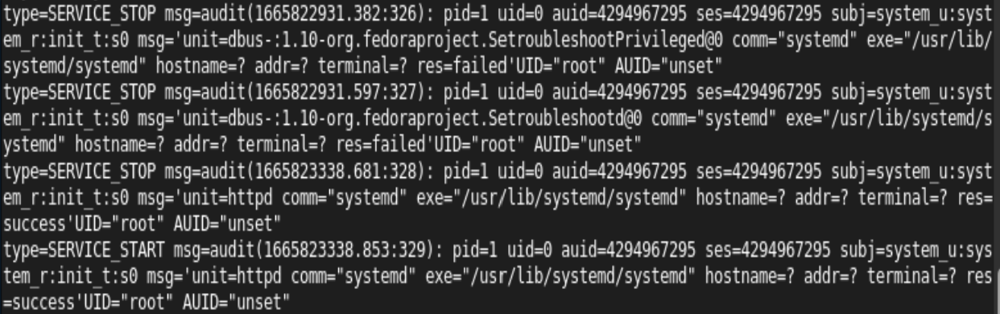 type=SERVICE_STOP msg=audit(1665822931.382:326): pid=1 uid=0 auid=4294967295 ses=4294967295 subj=system_u:syst
em_r:init_t:s0 msg='unit=dbus-:1.10-org.fedoraproject.SetroubleshootPrivileged@0 comm="systemd" exe="/usr/lib/
systemd/systemd" hostname=? addr=? terminal=? res=failed'UID="root" AUID="unset"
type=SERVICE_STOP msg=audit(1665822931.597:327): pid=1 uid=0 auid=4294967295 ses=4294967295 subj=system_u:syst
em_r:init_t:s0 msg='unit=dbus-:1.10-org.fedoraproject.Setroubleshootd@0 comm="systemd" exe="/usr/lib/systemd/s
ystemd" hostname=? addr=? terminal=? res=failed'UID="root" AUID="unset"
type=SERVICE_STOP msg=audit(1665823338.681:328): pid=1 uid=0 auid=4294967295 ses=4294967295 subj=system_u:syst
em_r:init_t:s0 msg='unit=httpd comm="systemd" exe="/usr/lib/systemd/systemd" hostname=? addr=? terminal=? res=
success'UID="root" AUID="unset"
type=SERVICE_START msg=audit(1665823338.853:329): pid=1 uid=0 auid=4294967295 ses=4294967295 subj=system_u:sys
tem_r:init_t:s0 msg='unit=httpd comm="systemd" exe="/usr/lib/systemd/systemd" hostname=? addr=? terminal=? res
=success'UID="root" AUID="unset"